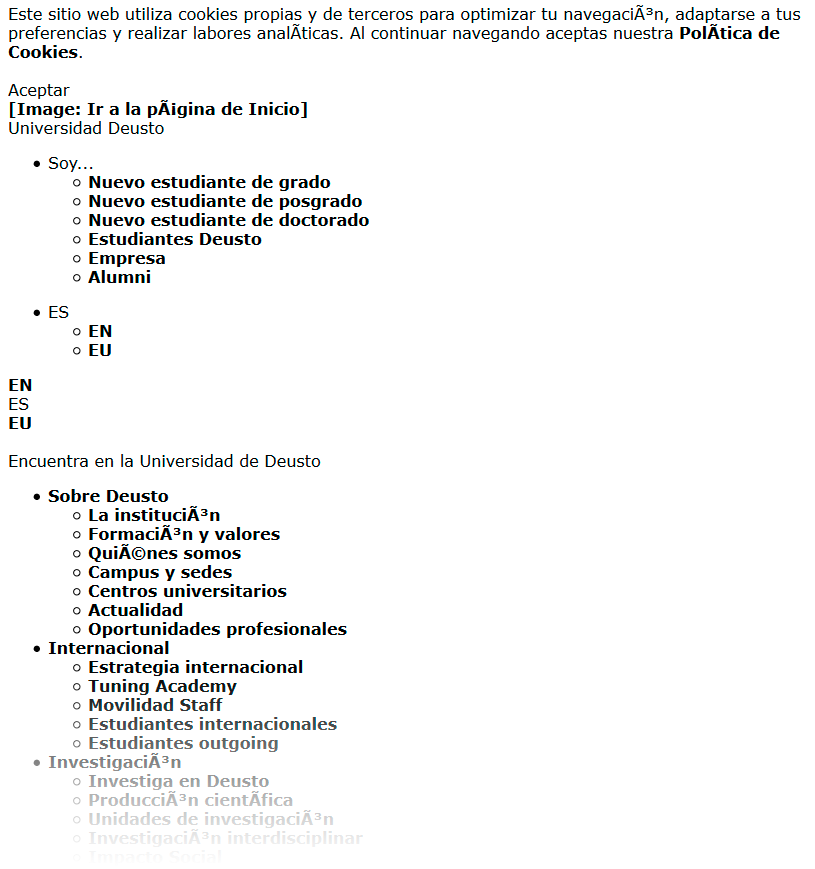 Este sitio web utiliza cookies propias y de terceros para optimizar tu navegaciÃ³n, adaptarse a tus
preferencias y realizar labores analÃticas. Al continuar navegando aceptas nuestra PolÃtica de
Cookies.
Aceptar
[Image: Ir a la pÃ¡gina de Inicio]
Universidad Deusto
Soy...
Nuevo estudiante de grado
Nuevo estudiante de posgrado
Nuevo estudiante de doctorado
Estudiantes Deusto
Empresa
Alumni
ES
EN
EU
EN
ES
EU
Encuentra en la Universidad de Deusto
Sobre Deusto
La instituciÃ³n
FormaciÃ³n y valores
QuiÃ©nes somos
Campus y sedes
Centros universitarios
Actualidad
Oportunidades profesionales
Internacional
Estrategia internacional
Tuning Academy
Movilidad Staff
Estudiantes internacionales
Estudiantes outgoing
InvestigaciÃ³n
Investiga en Deusto
ProducciÃ³n cientÃfica
Unidades de investigaciÃ³n
InvestigaciÃ³n interdisciplinar
Impacto Social